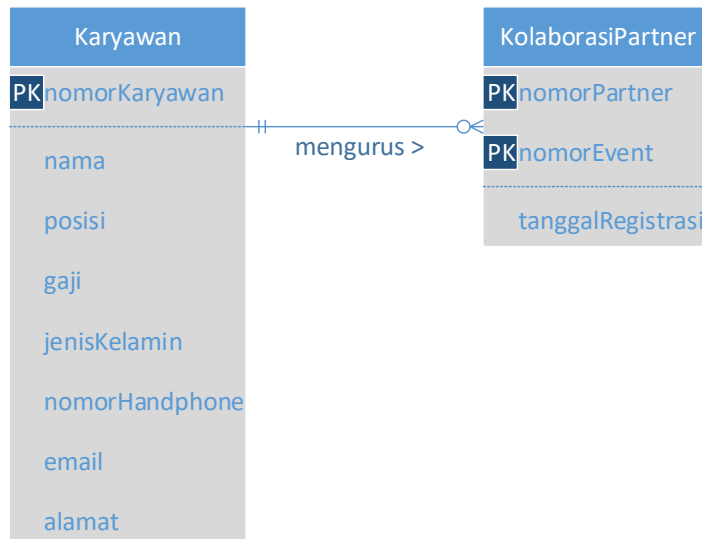 Karyawan
PK nomorKaryawan
nama
posisi
gaji
jenisKelamin
nomorHandphone
email
alamat
mengurus >
KolaborasiPartner
PK nomorPartner
PK nomorEvent
tanggalRegistrasi